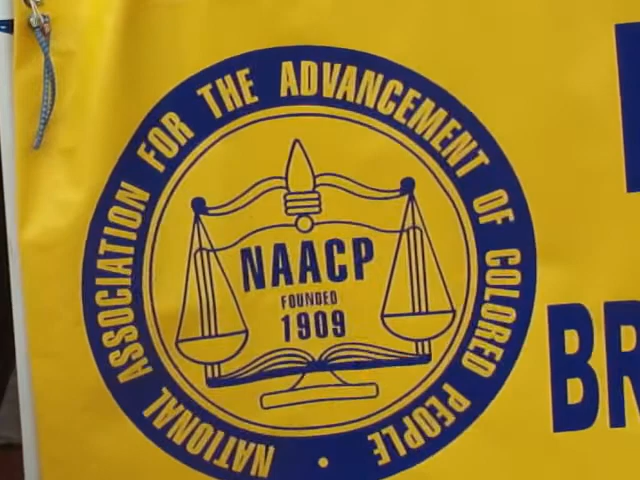 NATIONAL ASSOCIATION FOR THE ADVANCEMENT OF COLORED PEOPLE
NAACP
FOUNDED
1909
BR